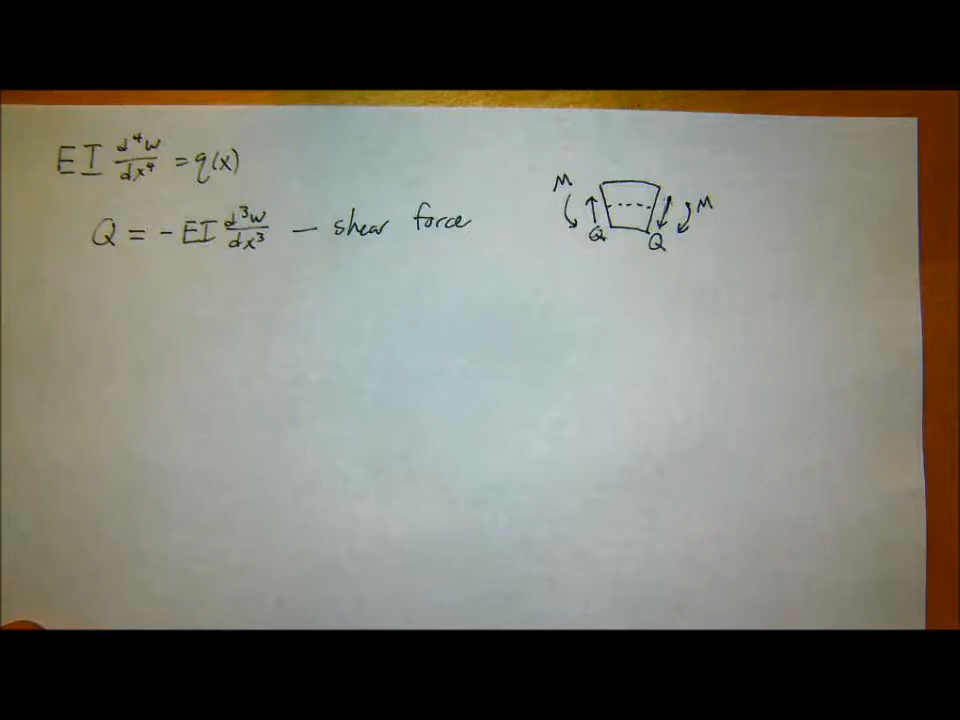 EI d⁴w/dx⁴ = q(x)
Q = - EI d³w/dx³ — shear force
M Q Q M